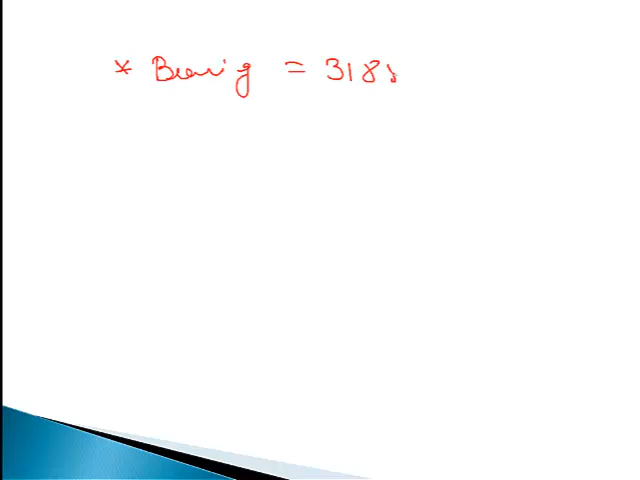 * Bearing = 318